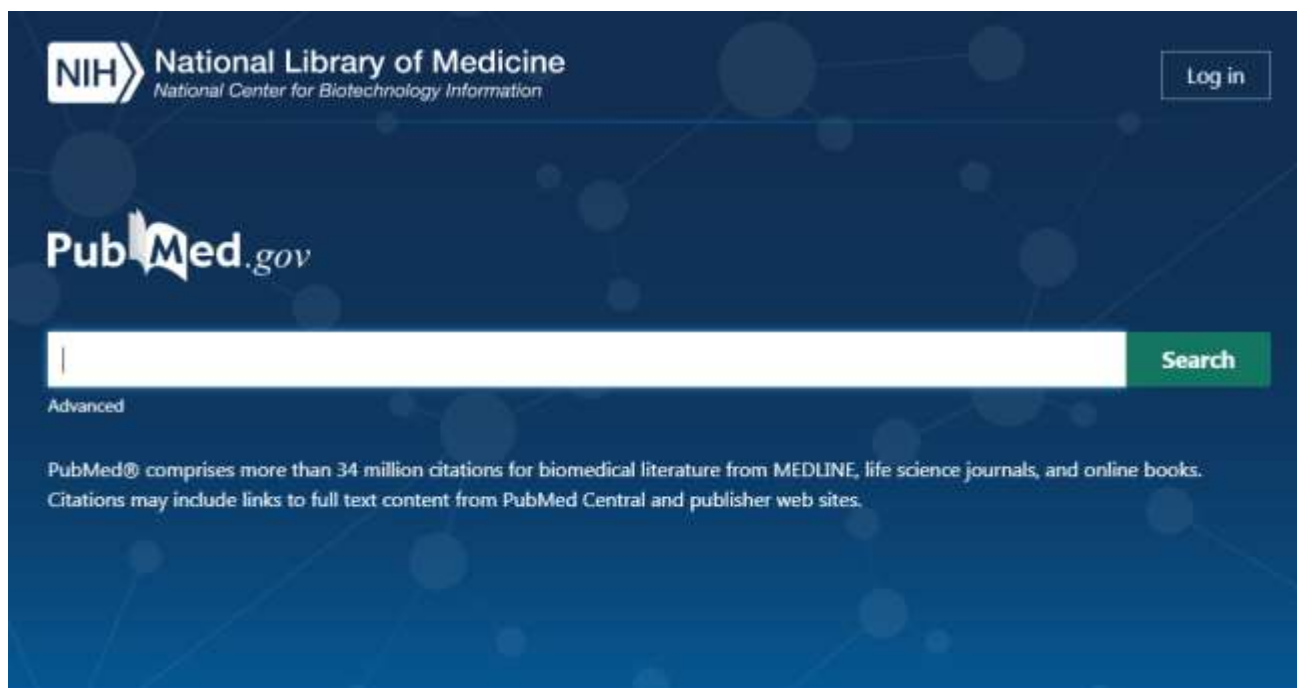 NIH National Library of Medicine
National Center for Biotechnology Information
Log in
PubMed.gov
Search
Advanced
PubMed® comprises more than 34 million citations for biomedical literature from MEDLINE, life science journals, and online books.
Citations may include links to full text content from PubMed Central and publisher web sites.